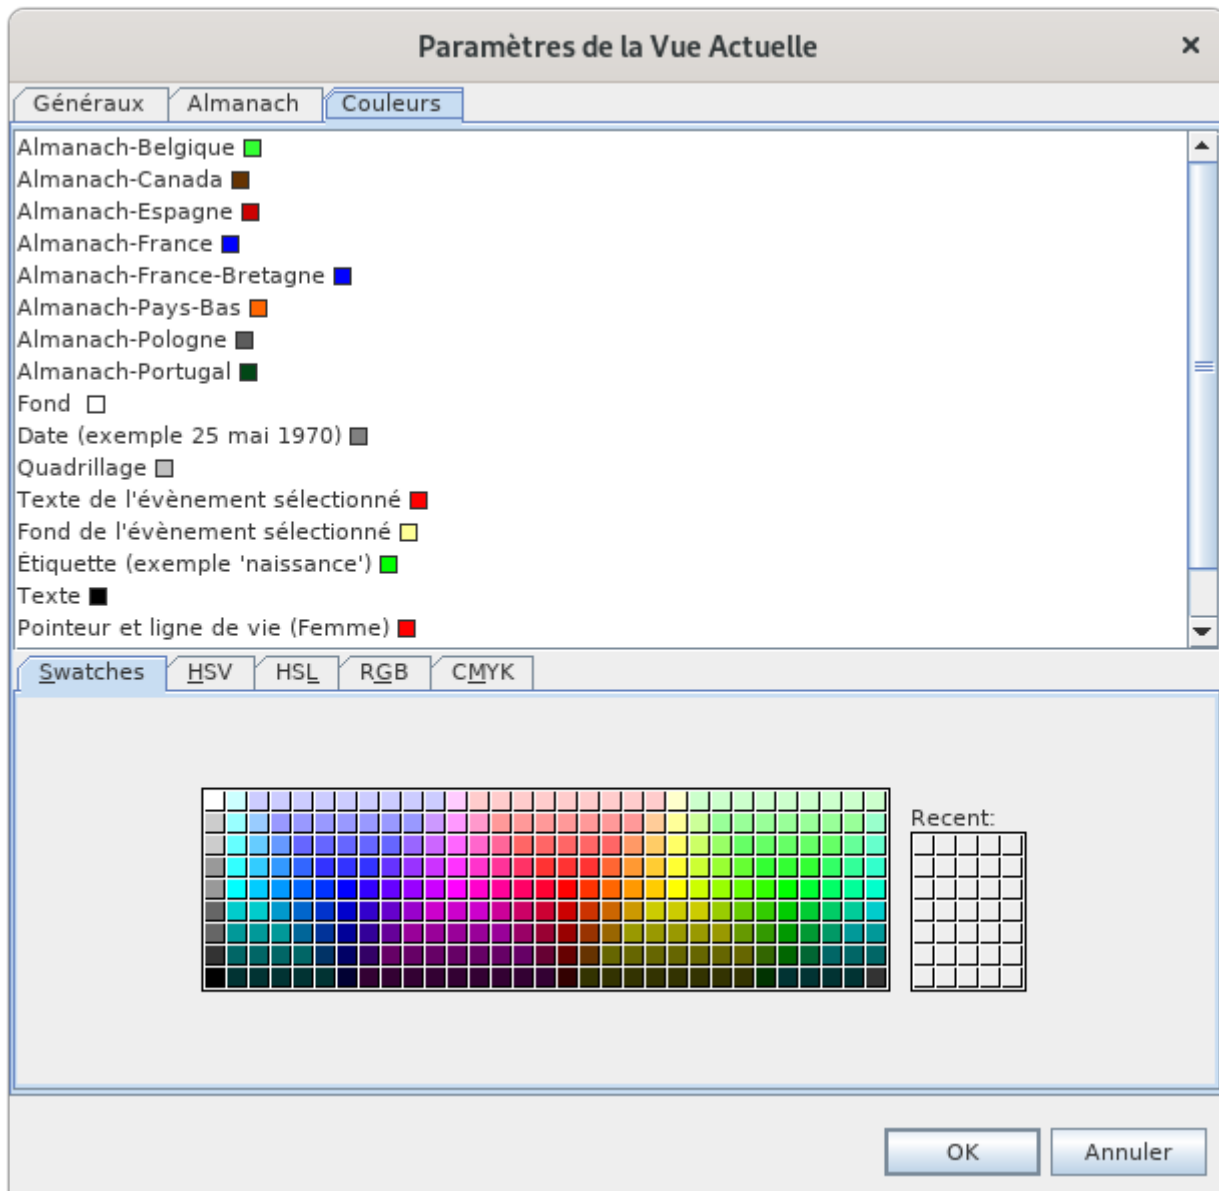 Paramètres de la Vue Actuelle
Généraux Almanach Couleurs
Almanach-Belgique
Almanach-Canada
Almanach-Espagne
Almanach-France
Almanach-France-Bretagne
Almanach-Pays-Bas
Almanach-Pologne
Almanach-Portugal
Fond
Date (exemple 25 mai 1970)
Quadrillage
Texte de l'évènement sélectionné
Fond de l'évènement sélectionné
Étiquette (exemple 'naissance')
Texte
Pointeur et ligne de vie (Femme)
Swatches HSV HSL RGB CMYK
Recent:
OK Annuler